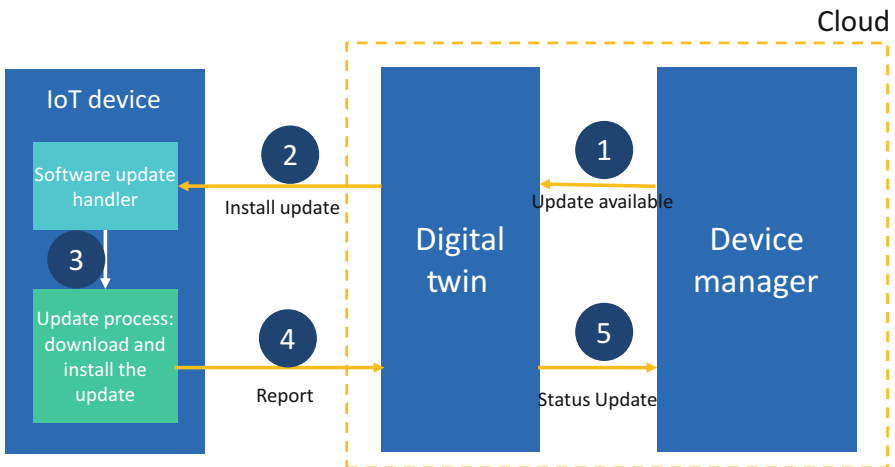 Cloud
IoT device
Software update
handler
3
Update process:
download and
install the
update
2
Install update
4
Report
Digital
twin
1
Update available
5
Status Update
Device
manager